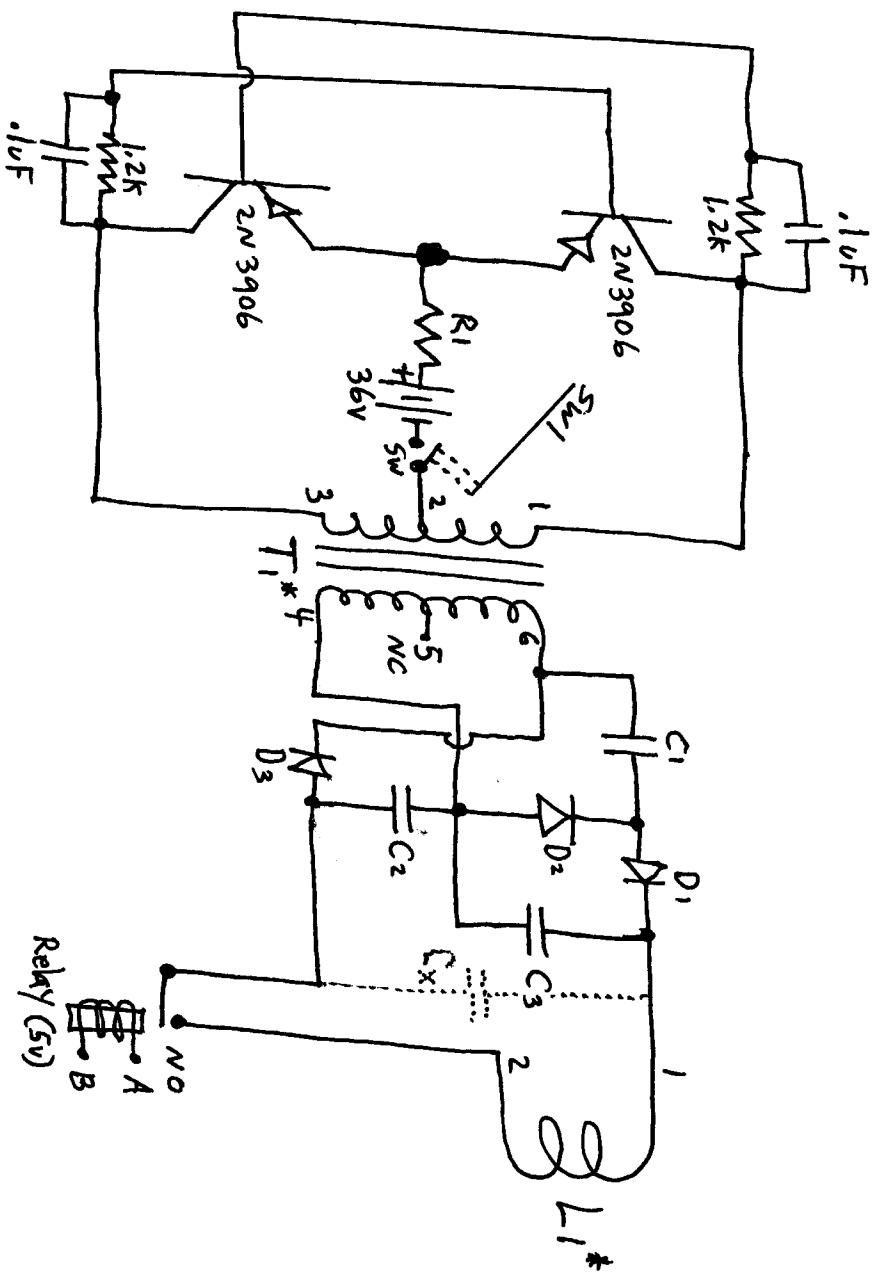 .1uF
1.2k
2N3906
2N3906
1.2k
.1uF
R1
+
36V
SW
SW1
1
2
3
T1*
4
5
NC
6
C1
D1
D2
D3
C2
C3
Cx
1
2
L1*
NO
A
B
Relay (5v)